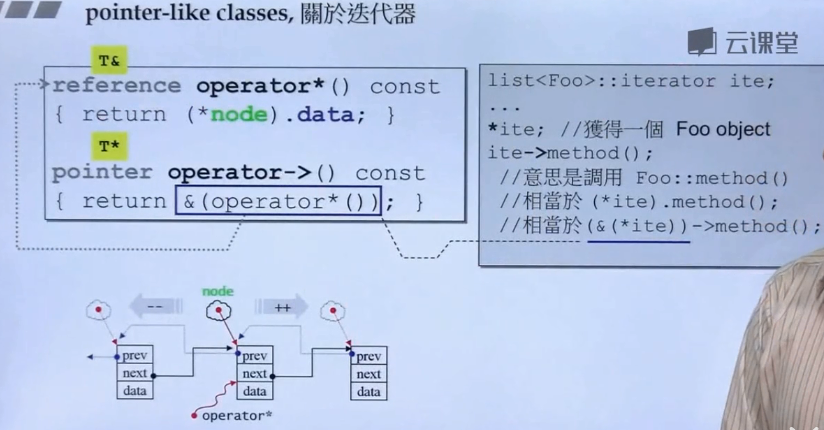 pointer-like classes, 關於迭代器
云课堂
T&
reference operator*() const
{ return (*node).data; }
T*
pointer operator->() const
{ return &(operator*()); }
list<Foo>::iterator ite;
...
*ite; //獲得一個 Foo object
ite->method();
//意思是調用 Foo::method()
//相當於 (*ite).method();
//相當於 (&(*ite))->method();
node
--
++
prev
next
data
prev
next
data
prev
next
data
operator*